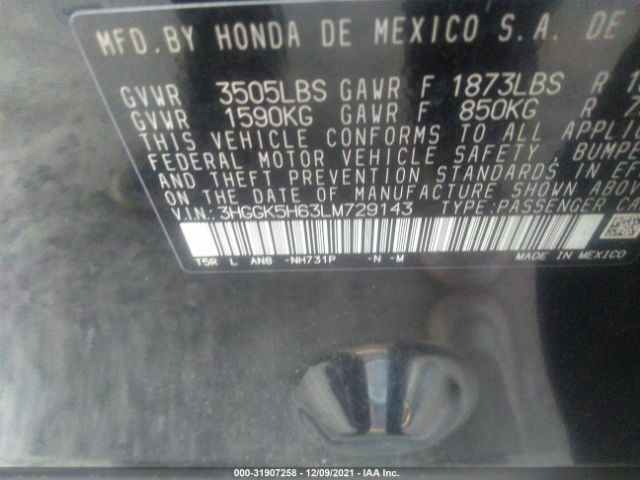 MFD. BY HONDA DE MEXICO S.A. DE
GVWR 3505LBS GAWR F 1873LBS R
GVWR 1590KG GAWR F 850KG R
THIS VEHICLE CONFORMS TO ALL APPLI
FEDERAL MOTOR VEHICLE SAFETY, BUMPE
AND THEFT PREVENTION STANDARDS IN EF
ON THE DATE OF MANUFACTURE SHOWN ABO
V.I.N.: 3HGGK5H63LM729143 TYPE: PASSENGER CA
T5R L AN8 -NH731P -N -M MADE IN MEXICO
000-31907258 - 12/09/2021 - IAA Inc.